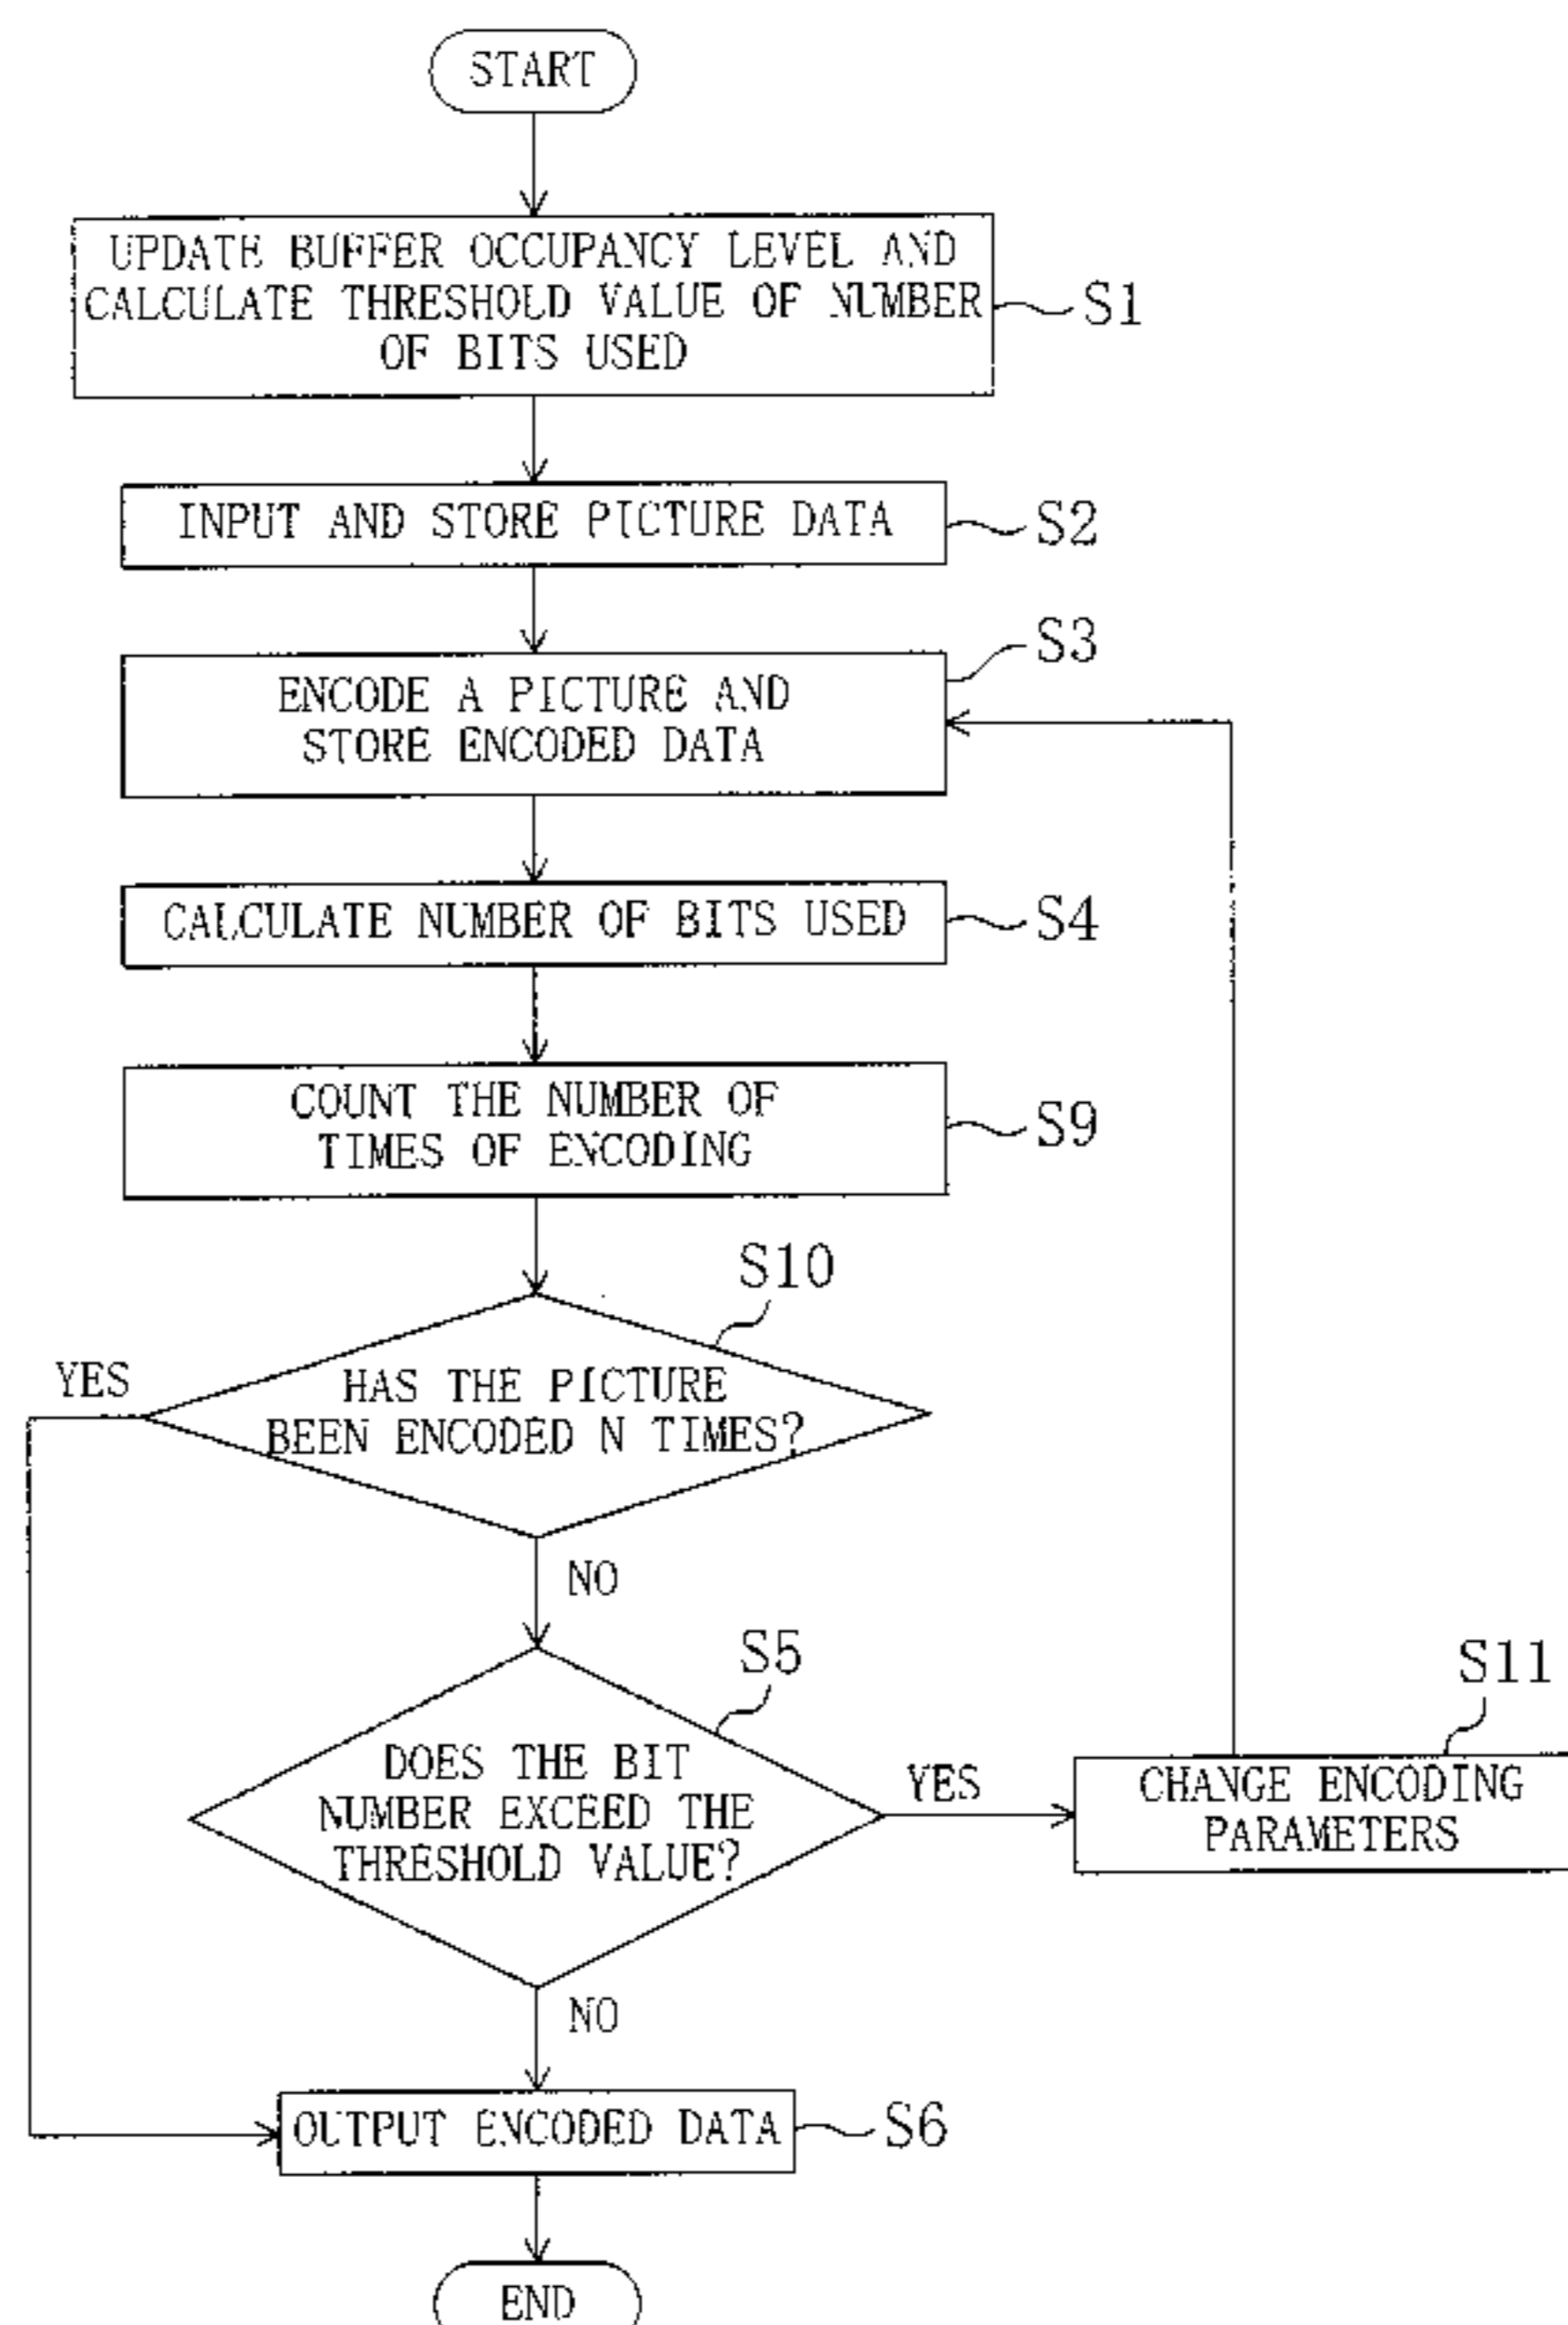 START
UPDATE BUFFER OCCUPANCY LEVEL AND
CALCULATE THRESHOLD VALUE OF NUMBER
OF BITS USED
S1
INPUT AND STORE PICTURE DATA
S2
S3
ENCODE A PICTURE AND
STORE ENCODED DATA
CALCULATE NUMBER OF BITS USED
S4
COUNT THE NUMBER OF
TIMES OF ENCODING
S9
S10
YES
HAS THE PICTURE
BEEN ENCODED N TIMES?
NO
S5
S11
DOES THE BIT
NUMBER EXCEED THE
THRESHOLD VALUE?
YES
CHANGE ENCODING
PARAMETERS
NO
OUTPUT ENCODED DATA
S6
END